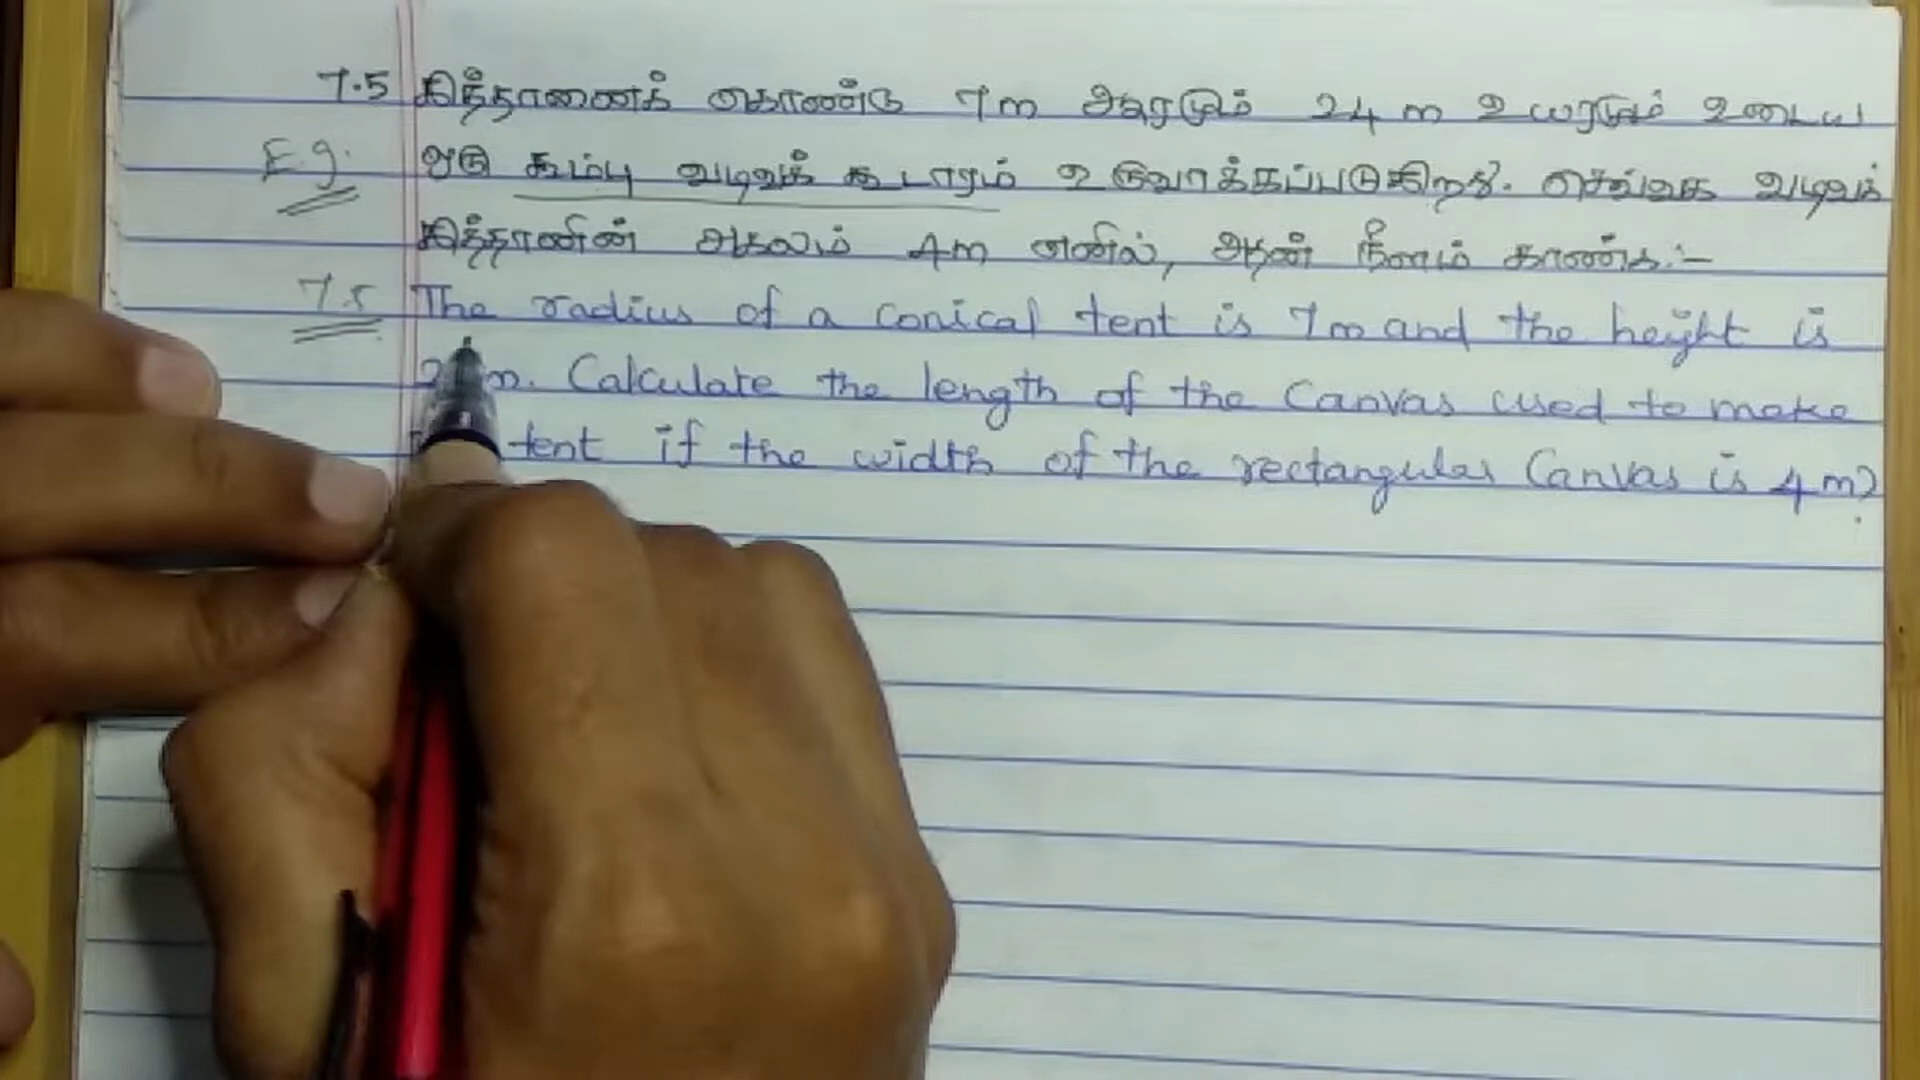 7.5 கித்தானைக் கொண்டு 7 m ஆரமும் 24 m உயரமும் உடைய
E.g. ஒரு கூம்பு வடிவக் கூடாரம் உருவாக்கப்படுகிறது. செவ்வக வடிவக்
கித்தானின் அகலம் 4m எனில், அதன் நீளம் காண்க:-
7.5 The radius of a conical tent is 7m and the height is
m. Calculate the length of the Canvas used to make
tent if the width of the rectangular Canvas is 4 m?